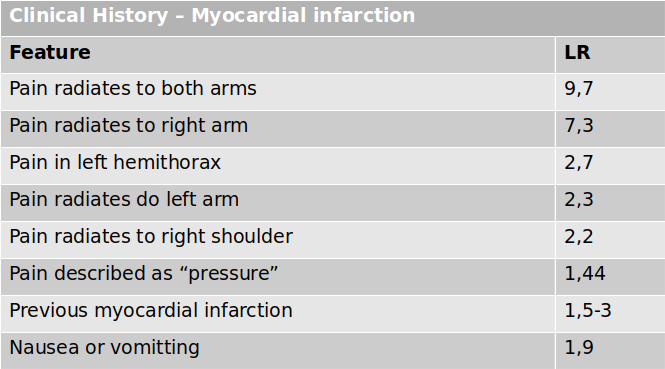 Clinical History – Myocardial infarction
Feature LR
Pain radiates to both arms 9,7
Pain radiates to right arm 7,3
Pain in left hemithorax 2,7
Pain radiates do left arm 2,3
Pain radiates to right shoulder 2,2
Pain described as “pressure” 1,44
Previous myocardial infarction 1,5-3
Nausea or vomitting 1,9